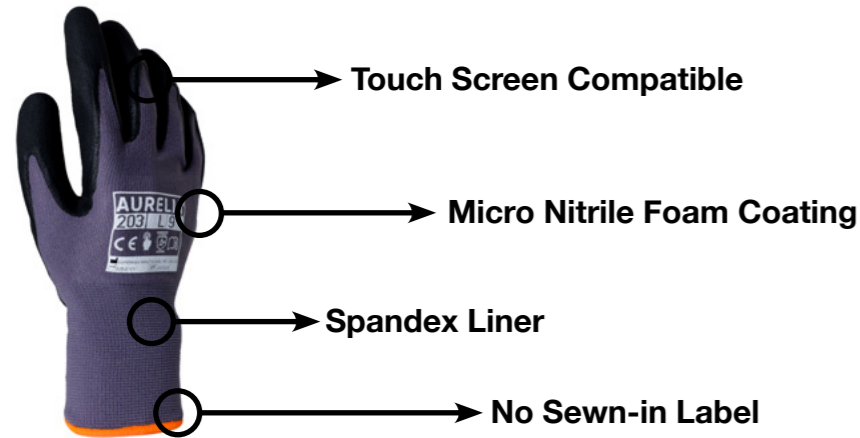 Touch Screen Compatible
AURELI
203 L 9
CE
Micro Nitrile Foam Coating
Spandex Liner
No Sewn-in Label